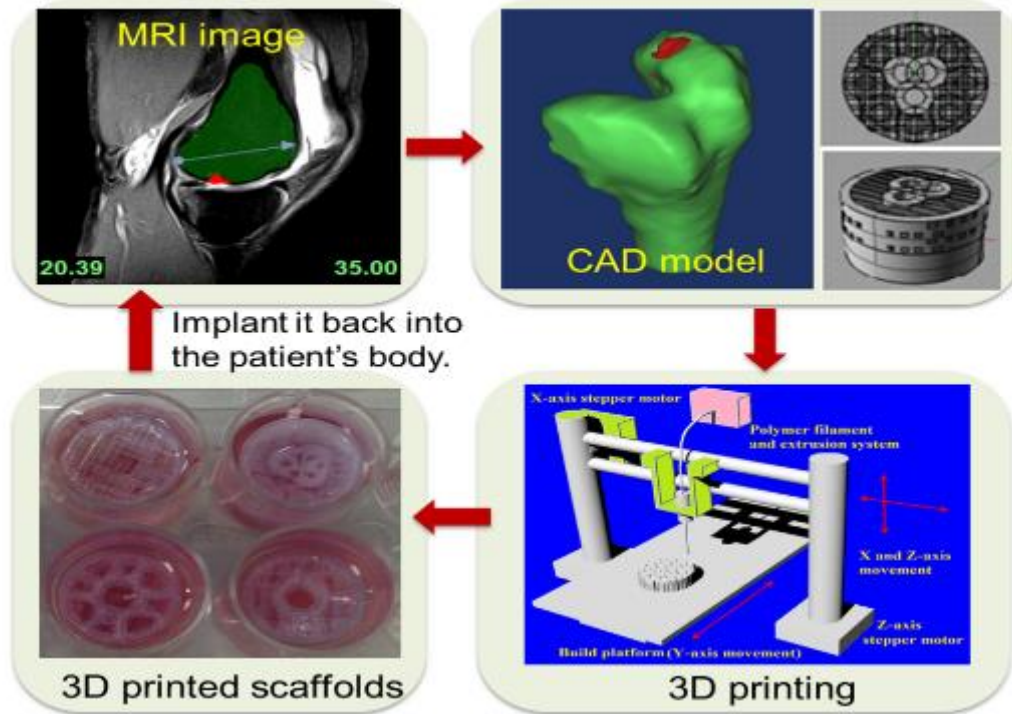 MRI image
20.39
35.00
CAD model
Implant it back into
the patient's body.
X-axis stepper motor
Polymer filament
and extrusion system
X and Z-axis
movement
Z-axis
stepper motor
Build platform (Y-axis movement)
3D printed scaffolds
3D printing